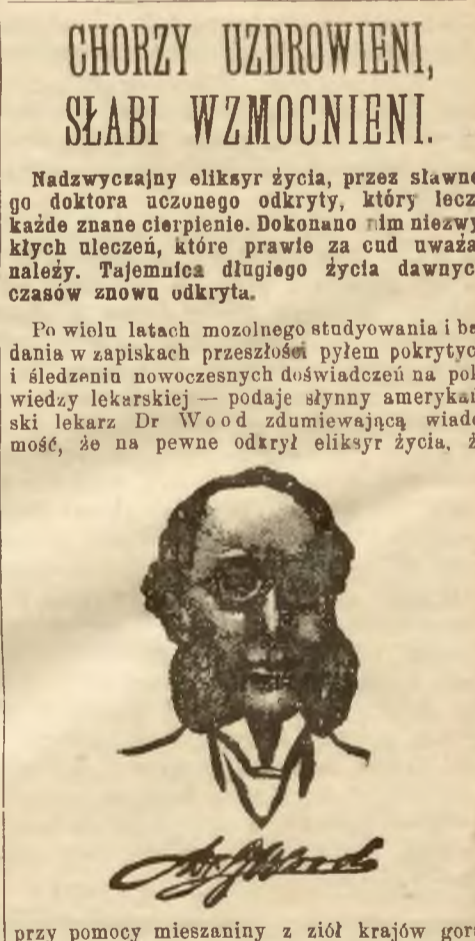 CHORZY UZDROWIENI,
SŁABI WZMOCNIENI.
Nadzwyczajny eliksyr życia, przez sławne
go doktora uczonego odkryty, który lecz
każde znane cierpienie. Dokonano nim niezwy
kłych uleczeń, które prawie za cud uważa
należy. Tajemnica długiego życia dawnyc
czasów znowu odkryta.
Po wielu latach mozolnego studyowania i ba
dania w zapiskach przeszłości pyłem pokrytyc
i śledzeniu nowoczesnych doświadczeń na pol
wiedzy lekarskiej — podaje słynny amerykań
ski lekarz Dr Wood zdumiewającą wiado
mość, że na pewne odkrył eliksyr życia, ż
Wood
przy pomocy mieszaniny z ziół krajów gorą